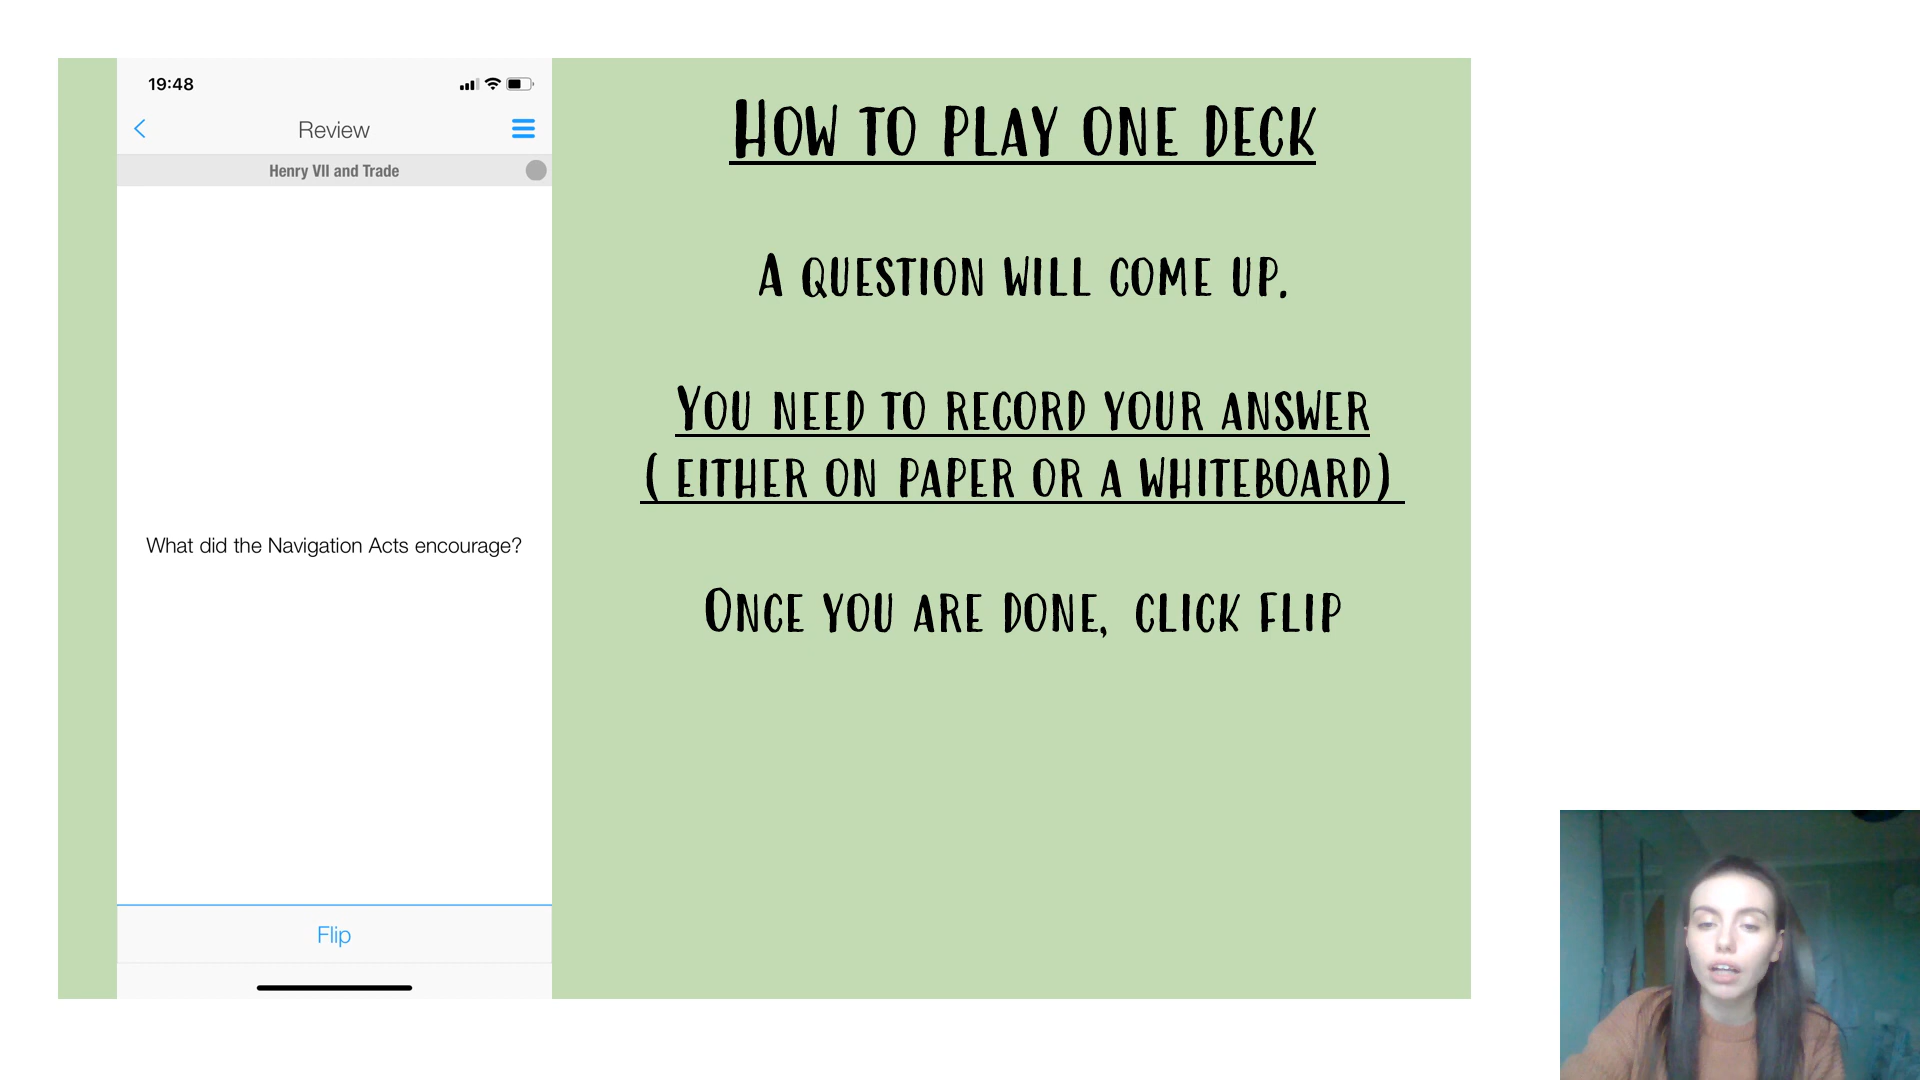 19:48
Review
Henry VII and Trade
What did the Navigation Acts encourage?
Flip
How to play one deck
A question will come up.
You need to record your answer
( either on paper or a whiteboard)
Once you are done, click flip